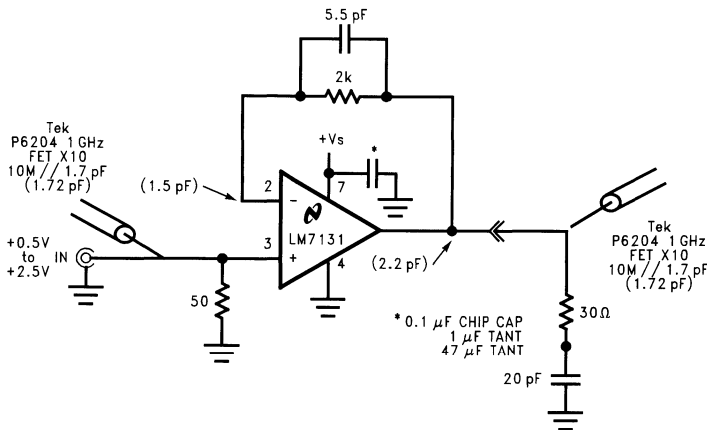 5.5 pF
2k
+Vs
*
Tek
P6204 1 GHz
FET X10
10M // 1.7 pF
(1.72 pF)
(1.5 pF)
2
7
-
LM7131
3
+
4
+0.5V
to
+2.5V
IN
50
(2.2 pF)
Tek
P6204 1 GHz
FET X10
10M // 1.7 pF
(1.72 pF)
* 0.1 μF CHIP CAP
1 μF TANT
47 μF TANT
30Ω
20 pF